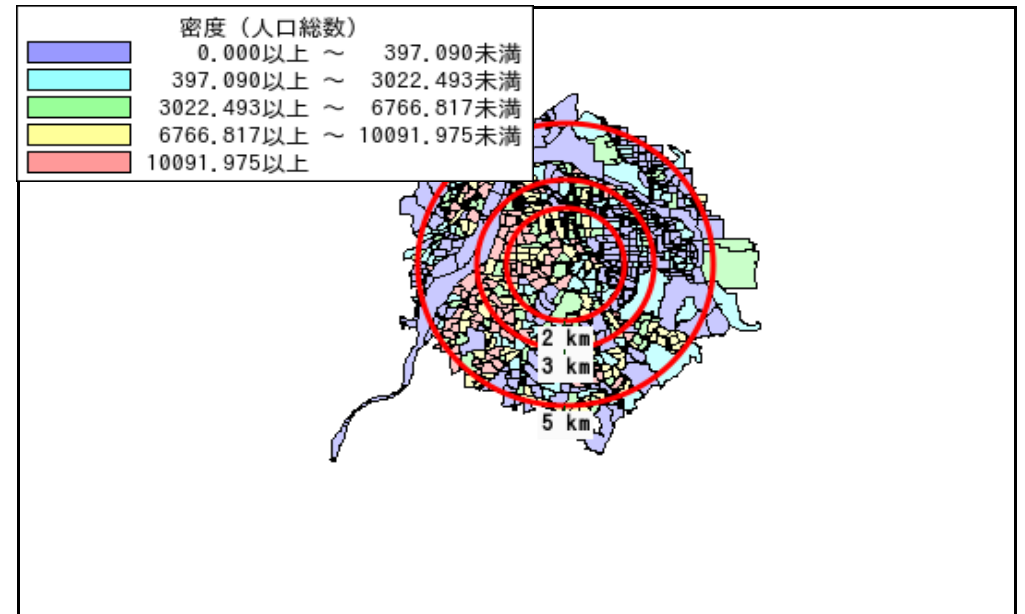 密度（人口総数）
0.000以上 ～ 397.090未満
397.090以上 ～ 3022.493未満
3022.493以上 ～ 6766.817未満
6766.817以上 ～ 10091.975未満
10091.975以上
2 km
3 km
5 km